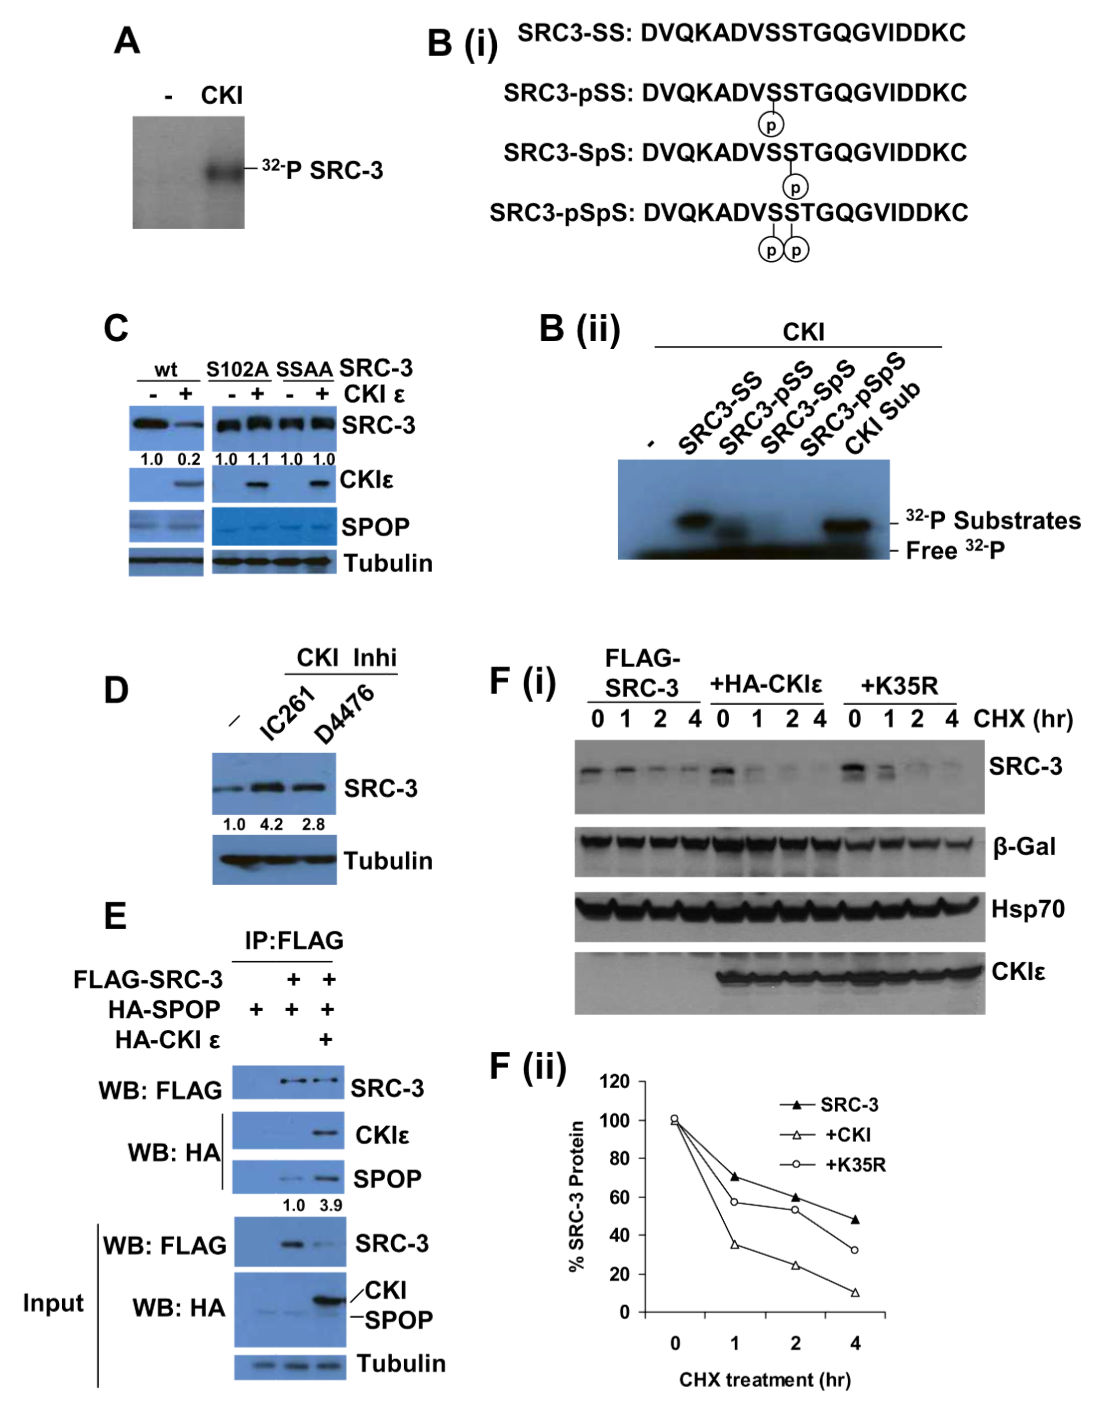 A
- CKI
32-P SRC-3
B (i)
SRC3-SS: DVQKADVSSTGQGVIDDKC
SRC3-pSS: DVQKADVSSTGQGVIDDKC
p
SRC3-SpS: DVQKADVSSTGQGVIDDKC
p
SRC3-pSpS: DVQKADVSSTGQGVIDDKC
p p
C
wt S102A SSAA SRC-3
- + - + - + CKI ε
SRC-3
1.0 0.2 1.0 1.1 1.0 1.0
CKIε
SPOP
Tubulin
B (ii)
CKI
- SRC3-SS SRC3-pSS SRC3-SpS SRC3-pSpS CKI Sub
32-P Substrates
Free 32-P
D
CKI Inhi
- IC261 D4476
SRC-3
1.0 4.2 2.8
Tubulin
E
IP:FLAG
FLAG-SRC-3 + +
HA-SPOP + + +
HA-CKI ε +
WB: FLAG SRC-3
WB: HA CKIε
SPOP
1.0 3.9
Input
WB: FLAG SRC-3
WB: HA CKI
SPOP
Tubulin
F (i)
FLAG-
SRC-3 +HA-CKIε +K35R
0 1 2 4 0 1 2 4 0 1 2 4 CHX (hr)
SRC-3
β-Gal
Hsp70
CKIε
F (ii)
% SRC-3 Protein
120
100
80
60
40
20
0
SRC-3
+CKI
+K35R
0 1 2 4
CHX treatment (hr)